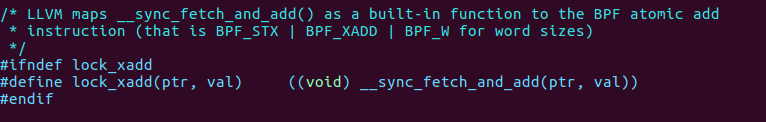 /* LLVM maps __sync_fetch_and_add() as a built-in function to the BPF atomic add
 * instruction (that is BPF_STX | BPF_XADD | BPF_W for word sizes)
 */
#ifndef lock_xadd
#define lock_xadd(ptr, val)     ((void) __sync_fetch_and_add(ptr, val))
#endif